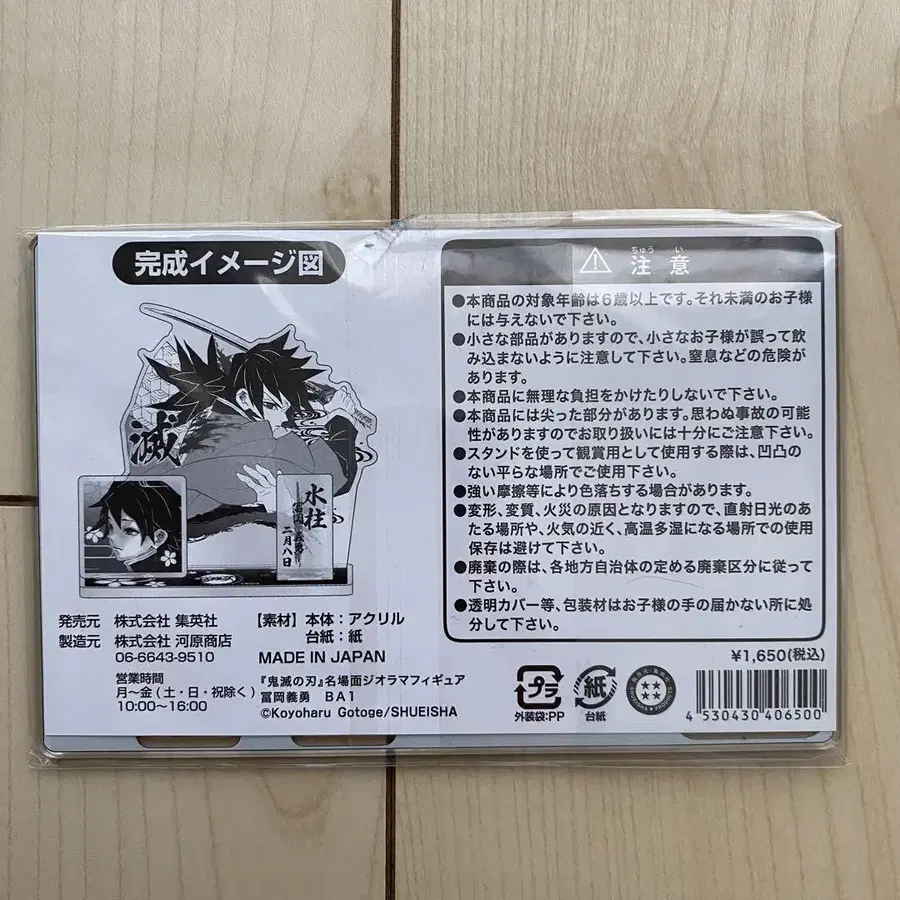 完成イメージ図
滅
水柱
冨岡義勇
二月八日
発売元 株式会社 集英社
製造元 株式会社 河原商店
06-6643-9510
営業時間
月～金(土・日・祝除く)
10:00～16:00
【素材】本体：アクリル
台紙：紙
MADE IN JAPAN
『鬼滅の刃』名場面ジオラマフィギュア
冨岡義勇 BA1
©Koyoharu Gotoge/SHUEISHA
ちゅう い
注意
●本商品の対象年齢は6歳以上です。それ未満のお子様
には与えないで下さい。
●小さな部品がありますので、小さなお子様が誤って飲
み込まないように注意して下さい。窒息などの危険が
あります。
●本商品に無理な負担をかけたりしないで下さい。
●本商品には尖った部分があります。思わぬ事故の可能
性がありますのでお取り扱いには十分にご注意下さい。
●スタンドを使って観賞用として使用する際は、凹凸の
ない平らな場所でご使用下さい。
●強い摩擦等により色落ちする場合があります。
●変形、変質、火災の原因となりますので、直射日光のあ
たる場所や、火気の近く、高温多湿になる場所での使用
保存は避けて下さい。
●廃棄の際は、各地方自治体の定める廃棄区分に従って
下さい。
●透明カバー等、包装材はお子様の手の届かない所に処
分して下さい。
¥1,650(税込)
プラ
外装袋:PP
紙
台紙
4 530430 406500